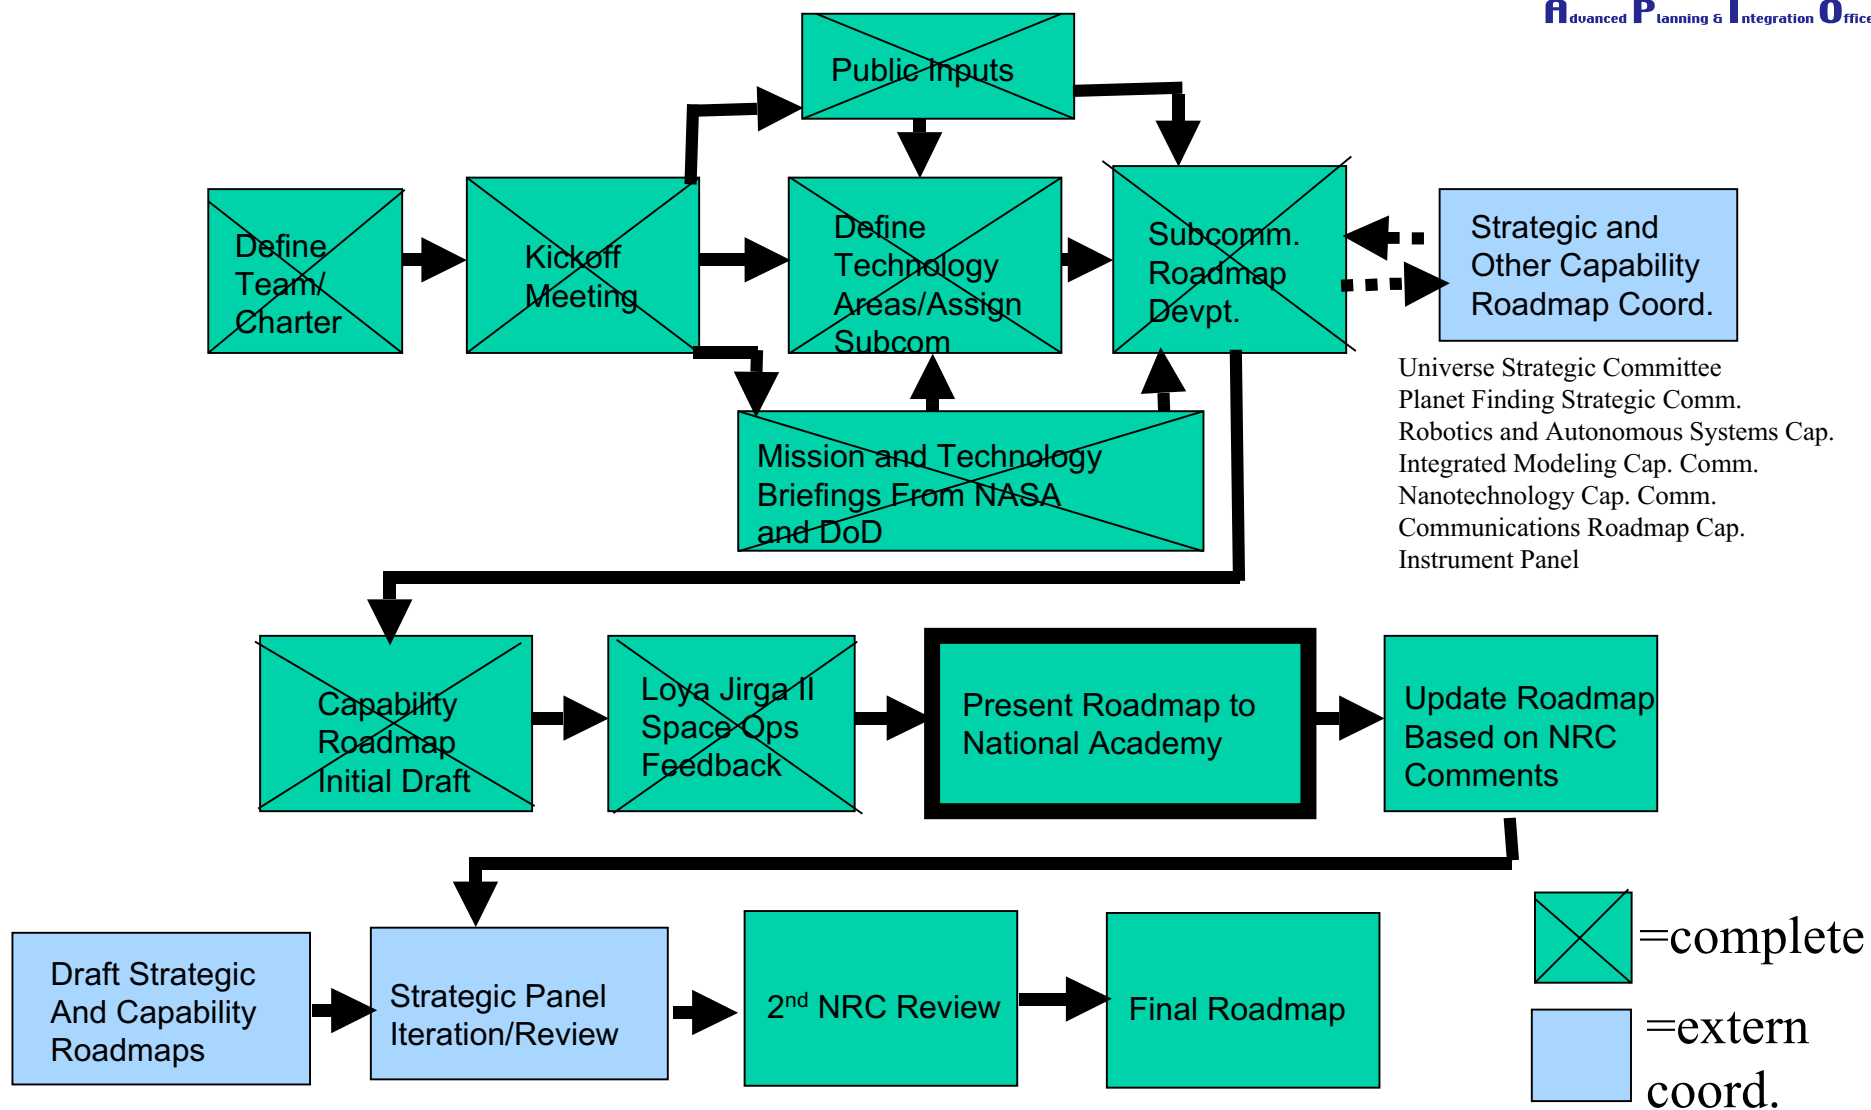 Advanced Planning & Integration Office
Public Inputs
Define
Team/
Charter
Kickoff
Meeting
Define
Technology
Areas/Assign
Subcom
Subcomm.
Roadmap
Devpt.
Strategic and
Other Capability
Roadmap Coord.
Universe Strategic Committee
Planet Finding Strategic Comm.
Robotics and Autonomous Systems Cap.
Integrated Modeling Cap. Comm.
Nanotechnology Cap. Comm.
Communications Roadmap Cap.
Instrument Panel
Mission and Technology
Briefings From NASA
and DoD
Capability
Roadmap
Initial Draft
Loya Jirga II
Space Ops
Feedback
Present Roadmap to
National Academy
Update Roadmap
Based on NRC
Comments
Draft Strategic
And Capability
Roadmaps
Strategic Panel
Iteration/Review
2nd NRC Review
Final Roadmap
=complete
=extern
coord.